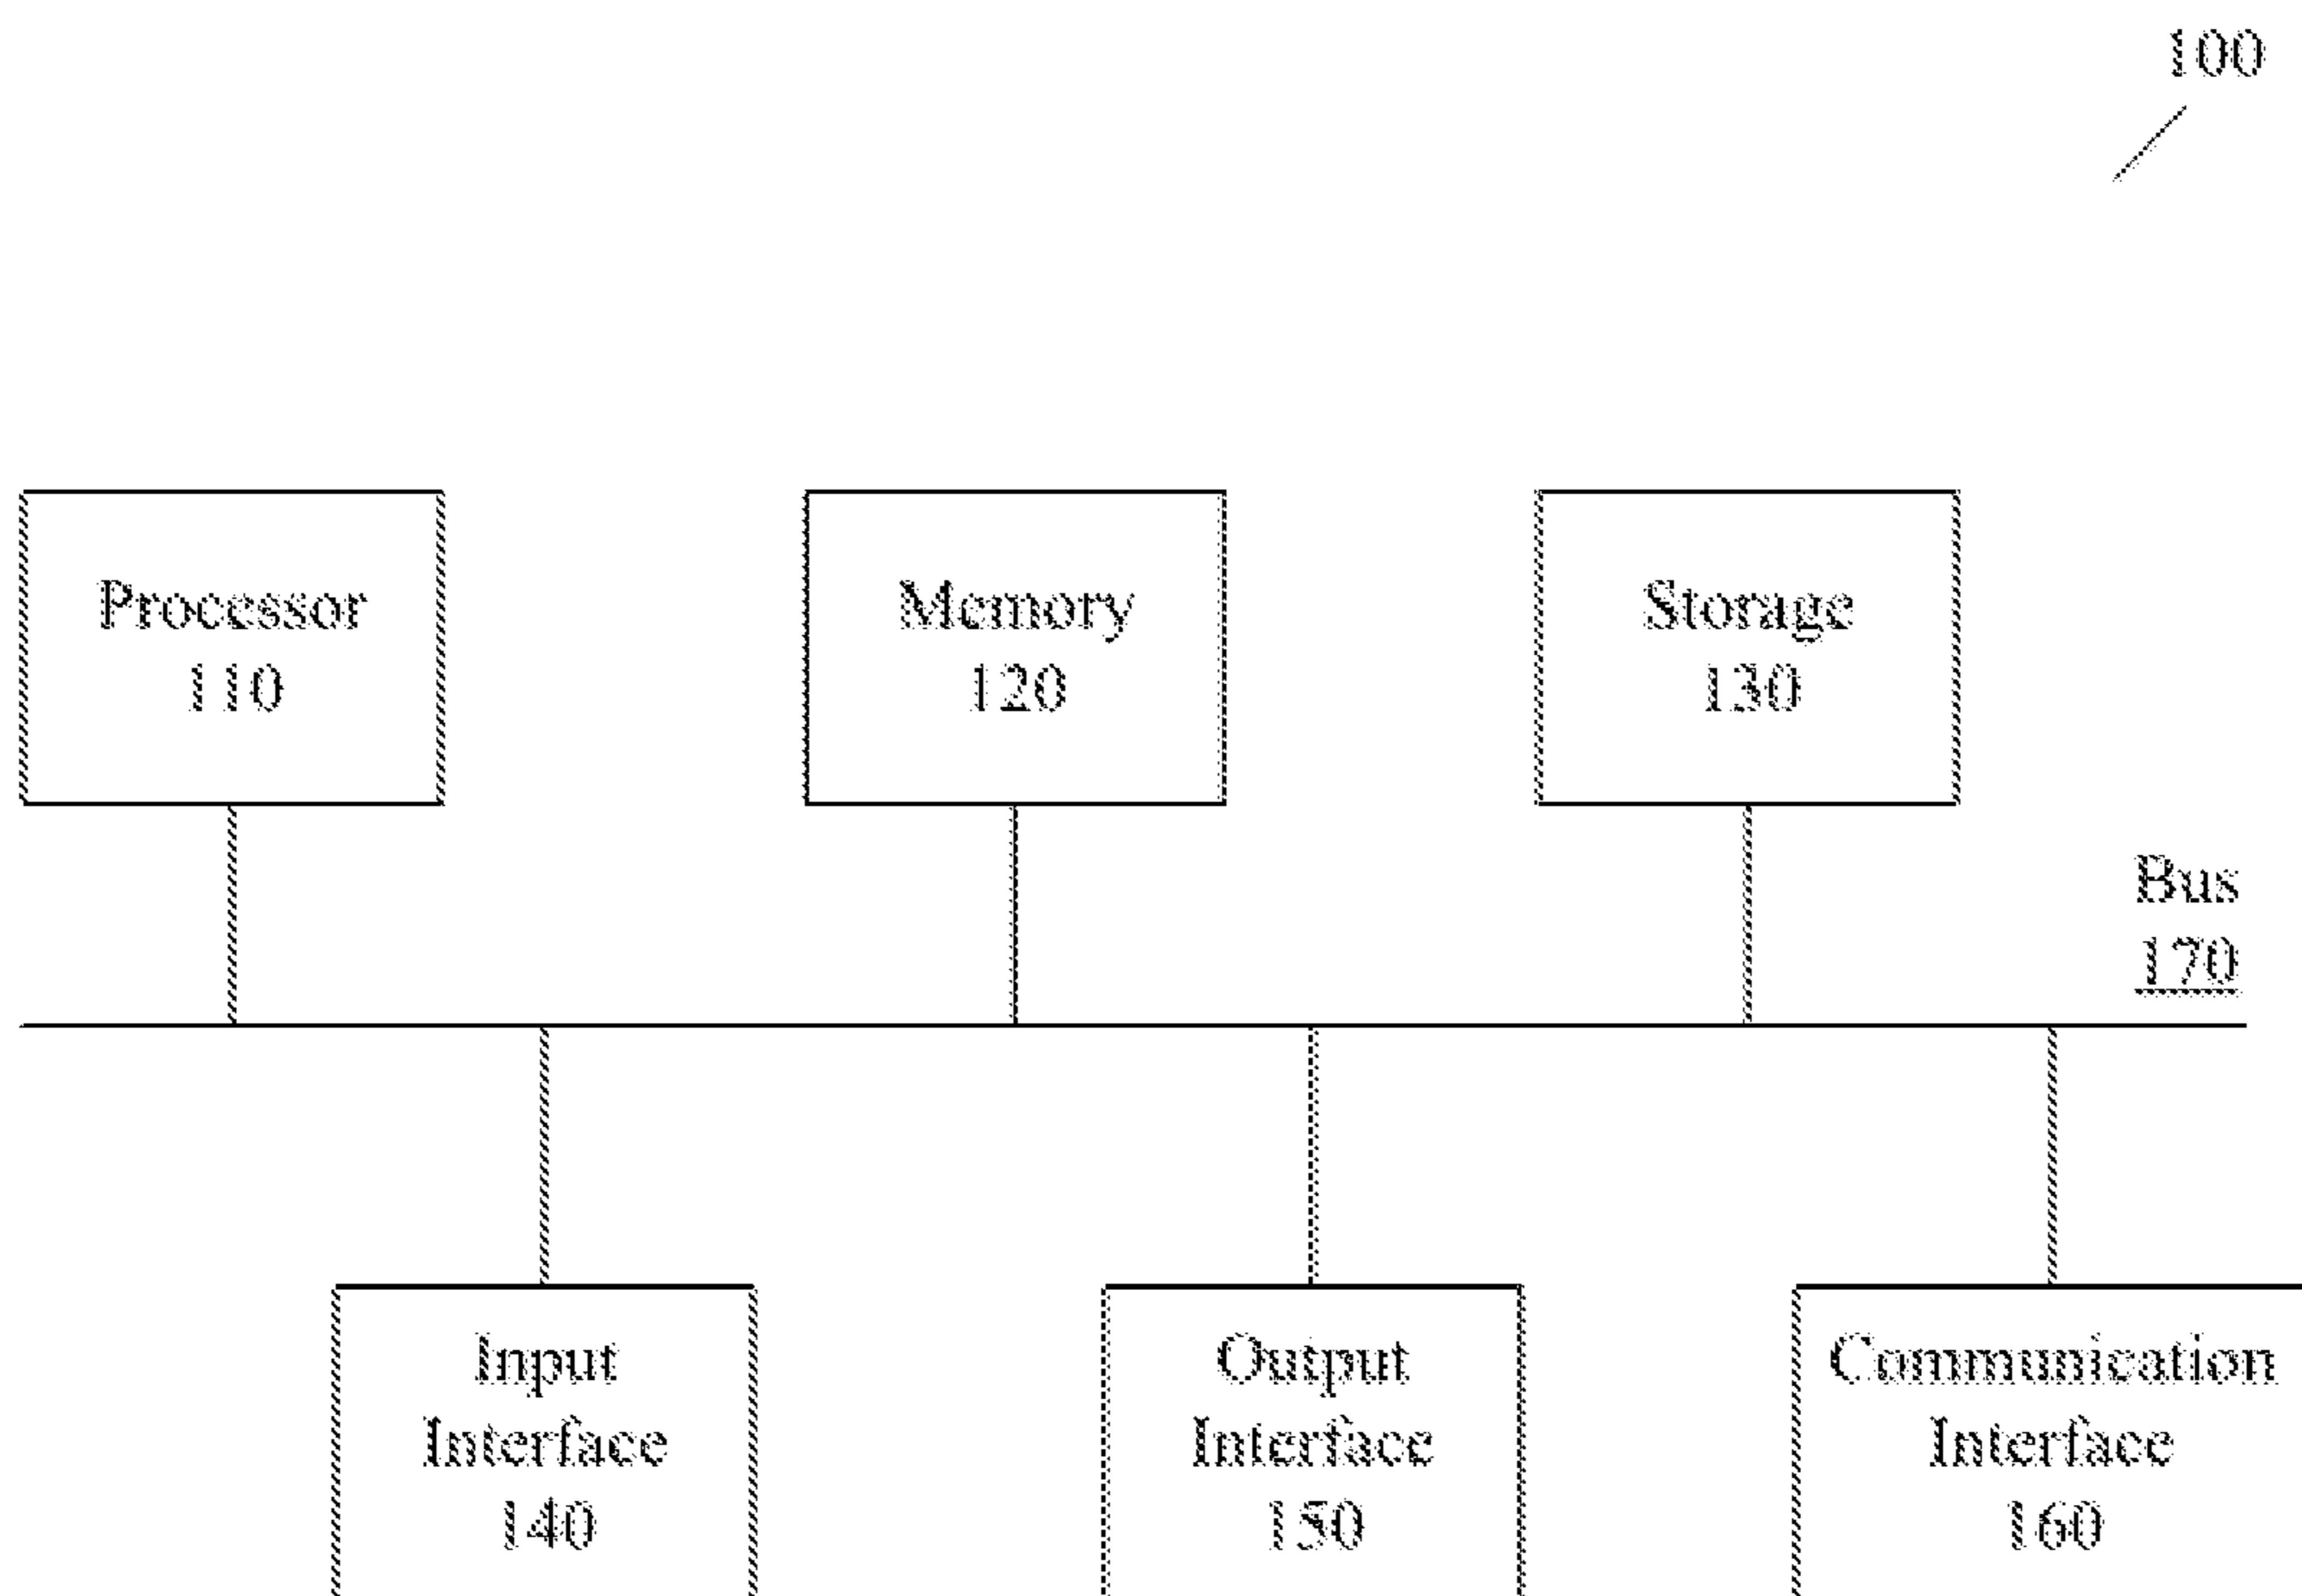 100
Processor
110
Memory
120
Storage
130
Bus
170
Input
Interface
140
Output
Interface
150
Communication
Interface
160